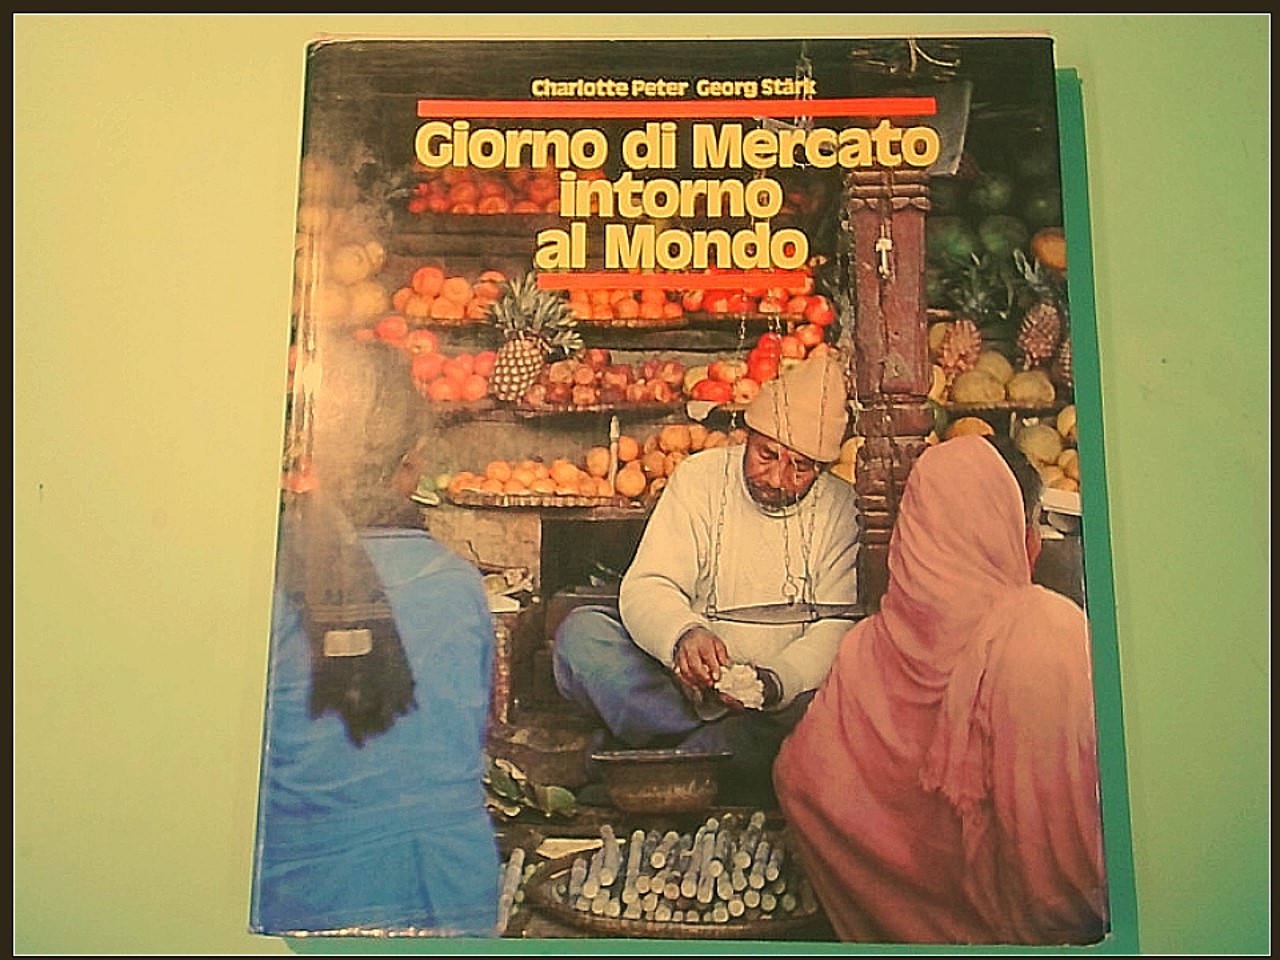 Charlotte Peter Georg Stärk
Giorno di Mercato
intorno
al Mondo